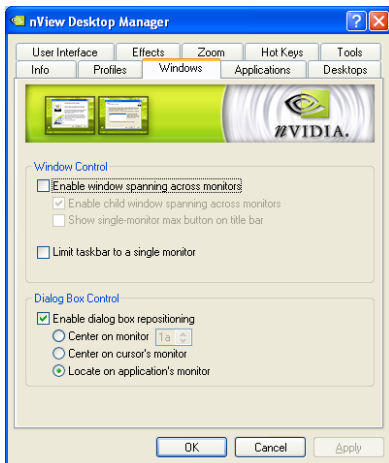 nView Desktop Manager
User Interface Effects Zoom Hot Keys Tools
Info Profiles Windows Applications Desktops
nVIDIA.
Window Control
Enable window spanning across monitors
Enable child window spanning across monitors
Show single-monitor max button on title bar
Limit taskbar to a single monitor
Dialog Box Control
Enable dialog box repositioning
Center on monitor 1a
Center on cursor's monitor
Locate on application's monitor
OK Cancel Apply